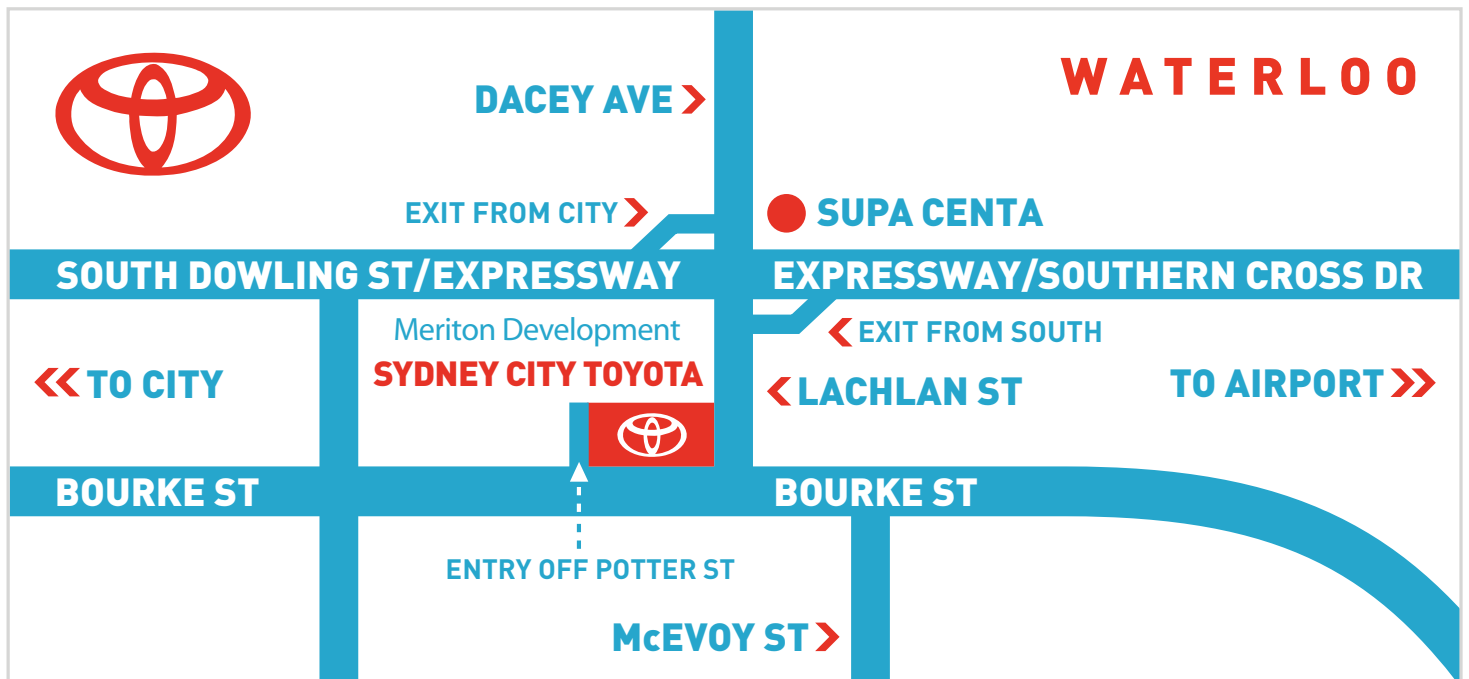 WATERLOO
DACEY AVE
EXIT FROM CITY
SUPA CENTA
SOUTH DOWLING ST/EXPRESSWAY
EXPRESSWAY/SOUTHERN CROSS DR
Meriton Development
EXIT FROM SOUTH
SYDNEY CITY TOYOTA
TO CITY
LACHLAN ST
TO AIRPORT
BOURKE ST
BOURKE ST
ENTRY OFF POTTER ST
McEVOY ST